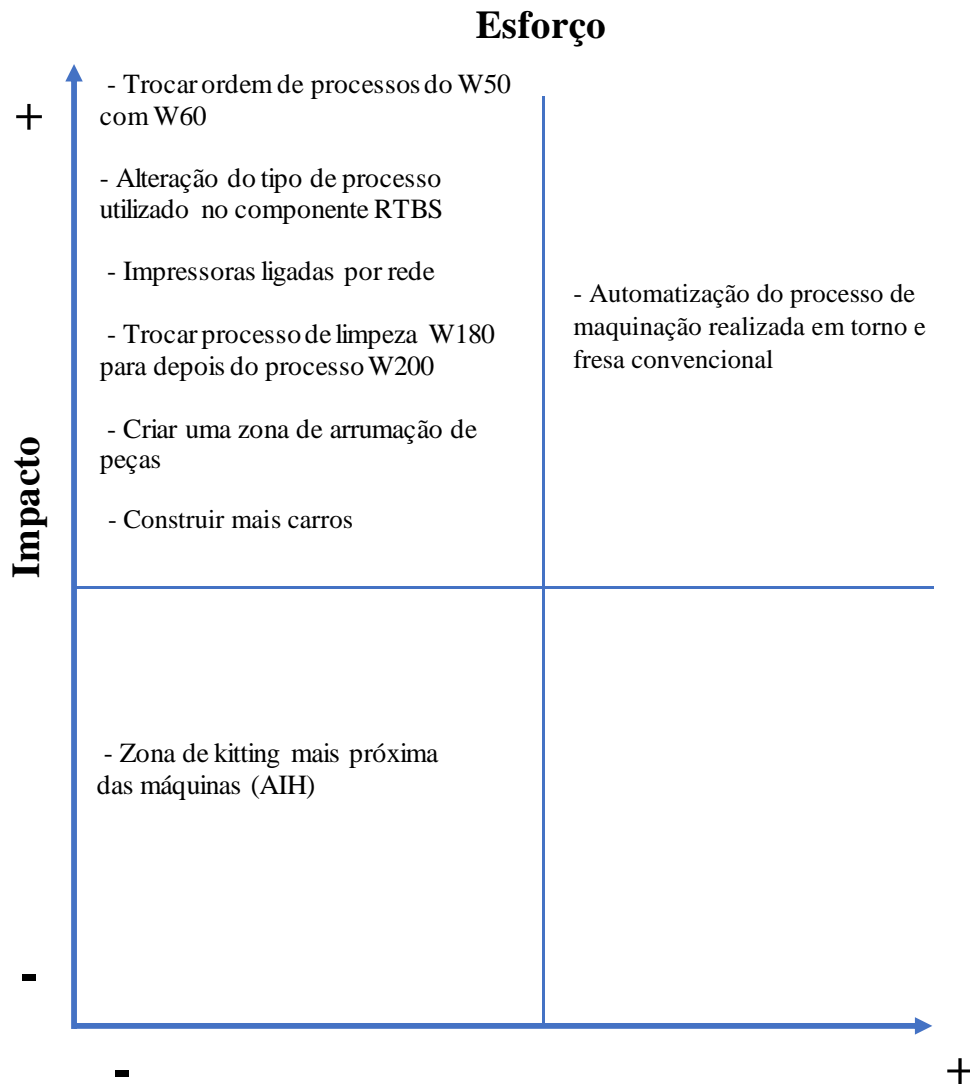 Esforço
+
- Trocar ordem de processos do W50
com W60
- Alteração do tipo de processo
utilizado no componente RTBS
- Impressoras ligadas por rede
- Trocar processo de limpeza W180
para depois do processo W200
- Criar uma zona de arrumação de
peças
- Construir mais carros
- Automatização do processo de
maquinação realizada em torno e
fresa convencional
Impacto
- Zona de kitting mais próxima
das máquinas (AIH)
-
-
+